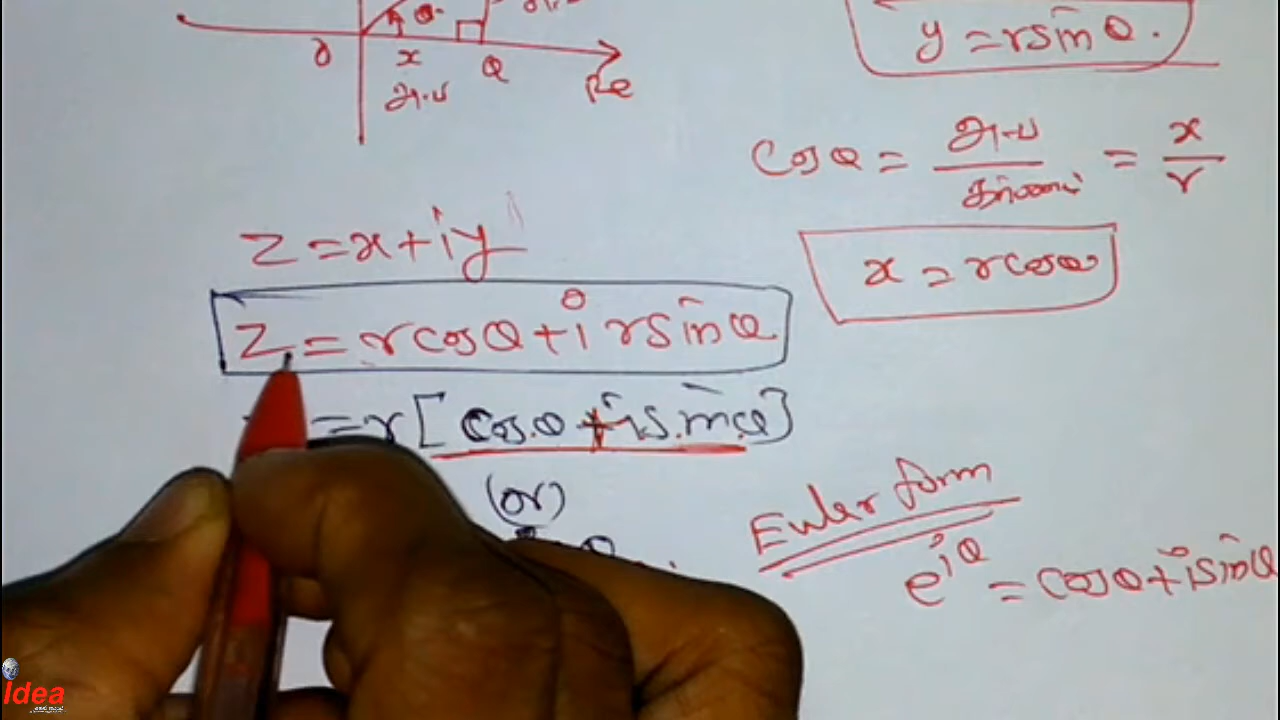 θ
x
Q
Re
அ.ப
y = r sin θ.
cos θ = அ.ப / கர்ணம் = x / r
x = r cos θ
z = x + iy
z = r cos θ + i r sin θ
= r [cos θ + i sin θ]
(or)
Euler form
e^{iθ} = cos θ + i sin θ
Idea